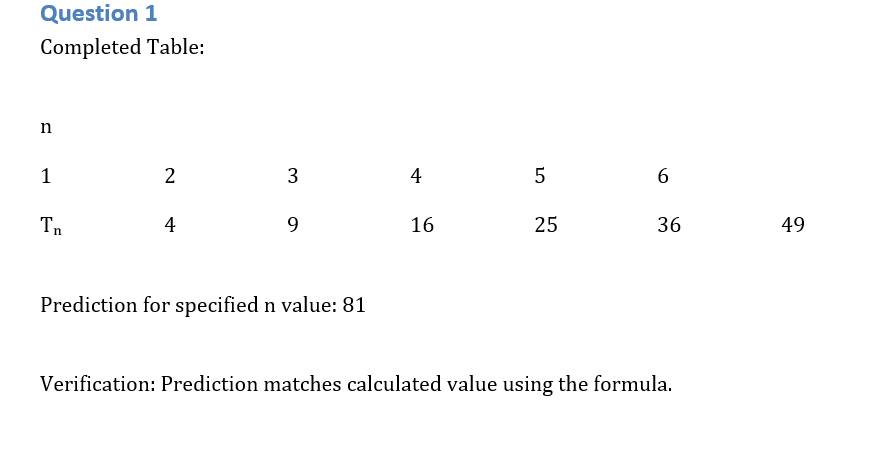 Question 1
Completed Table:
n
1 2 3 4 5 6
Tn 4 9 16 25 36 49
Prediction for specified n value: 81
Verification: Prediction matches calculated value using the formula.